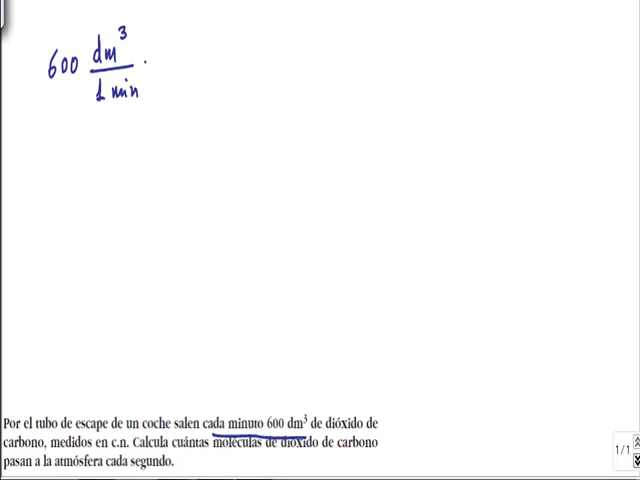 600 dm³
1 min
Por el tubo de escape de un coche salen cada minuto 600 dm³ de dióxido de
carbono, medidos en c.n. Calcula cuántas moléculas de dióxido de carbono
pasan a la atmósfera cada segundo.
1/1